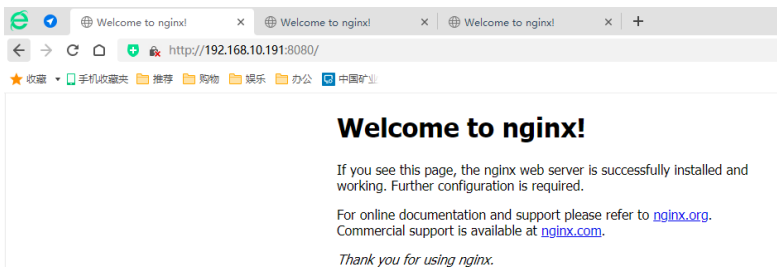 Welcome to nginx! Welcome to nginx! Welcome to nginx!
http://192.168.10.191:8080/
收藏 手机收藏夹 推荐 购物 娱乐 办公 中国矿业
Welcome to nginx!
If you see this page, the nginx web server is successfully installed and
working. Further configuration is required.
For online documentation and support please refer to nginx.org.
Commercial support is available at nginx.com.
Thank you for using nginx.